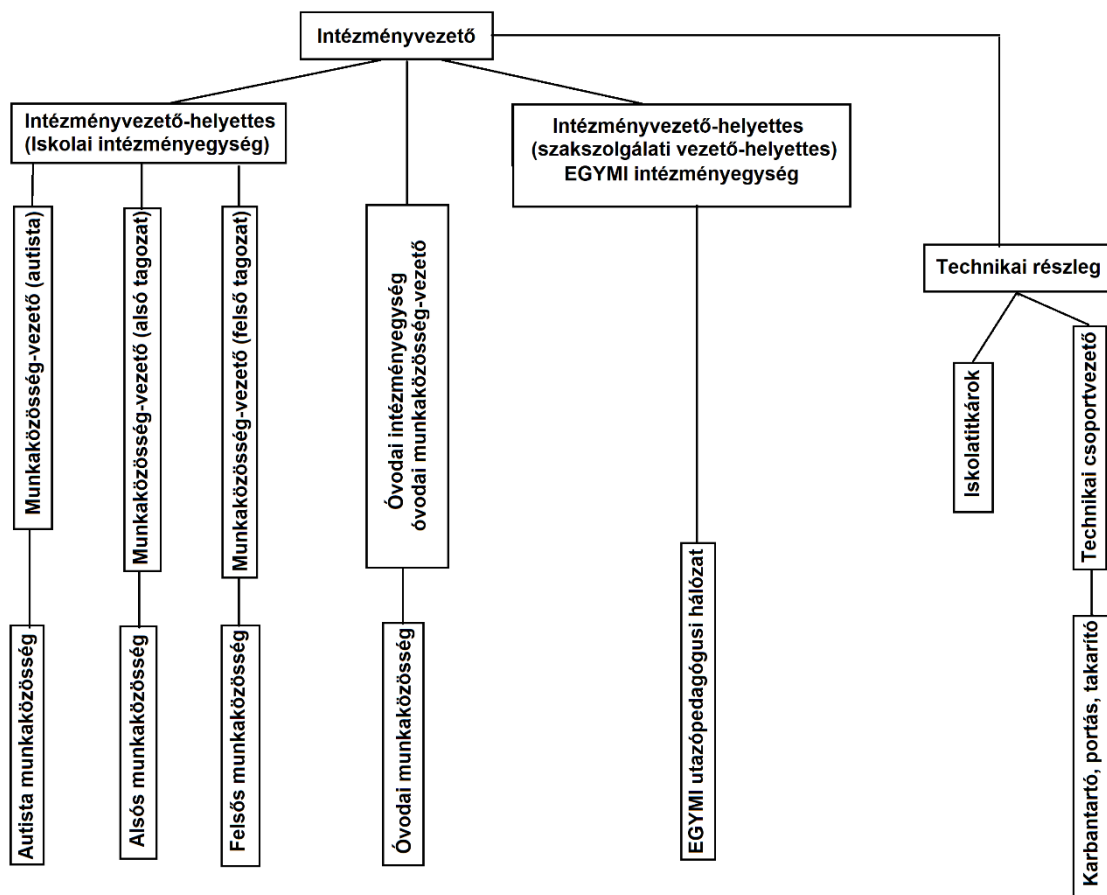 Intézményvezető
Intézményvezető-helyettes
(Iskolai intézményegység)
Intézményvezető-helyettes
(szakszolgálati vezető-helyettes)
EGYMI intézményegység
Technikai részleg
Munkaközösség-vezető (autista)
Munkaközösség-vezető (alsó tagozat)
Munkaközösség-vezető (felső tagozat)
Óvodai intézményegység
óvodai munkaközösség-vezető
Iskolatitkárok
Technikai csoportvezető
Autista munkaközösség
Alsós munkaközösség
Felsős munkaközösség
Óvodai munkaközösség
EGYMI utazópedagógusi hálózat
Karbantartó, portás, takarító